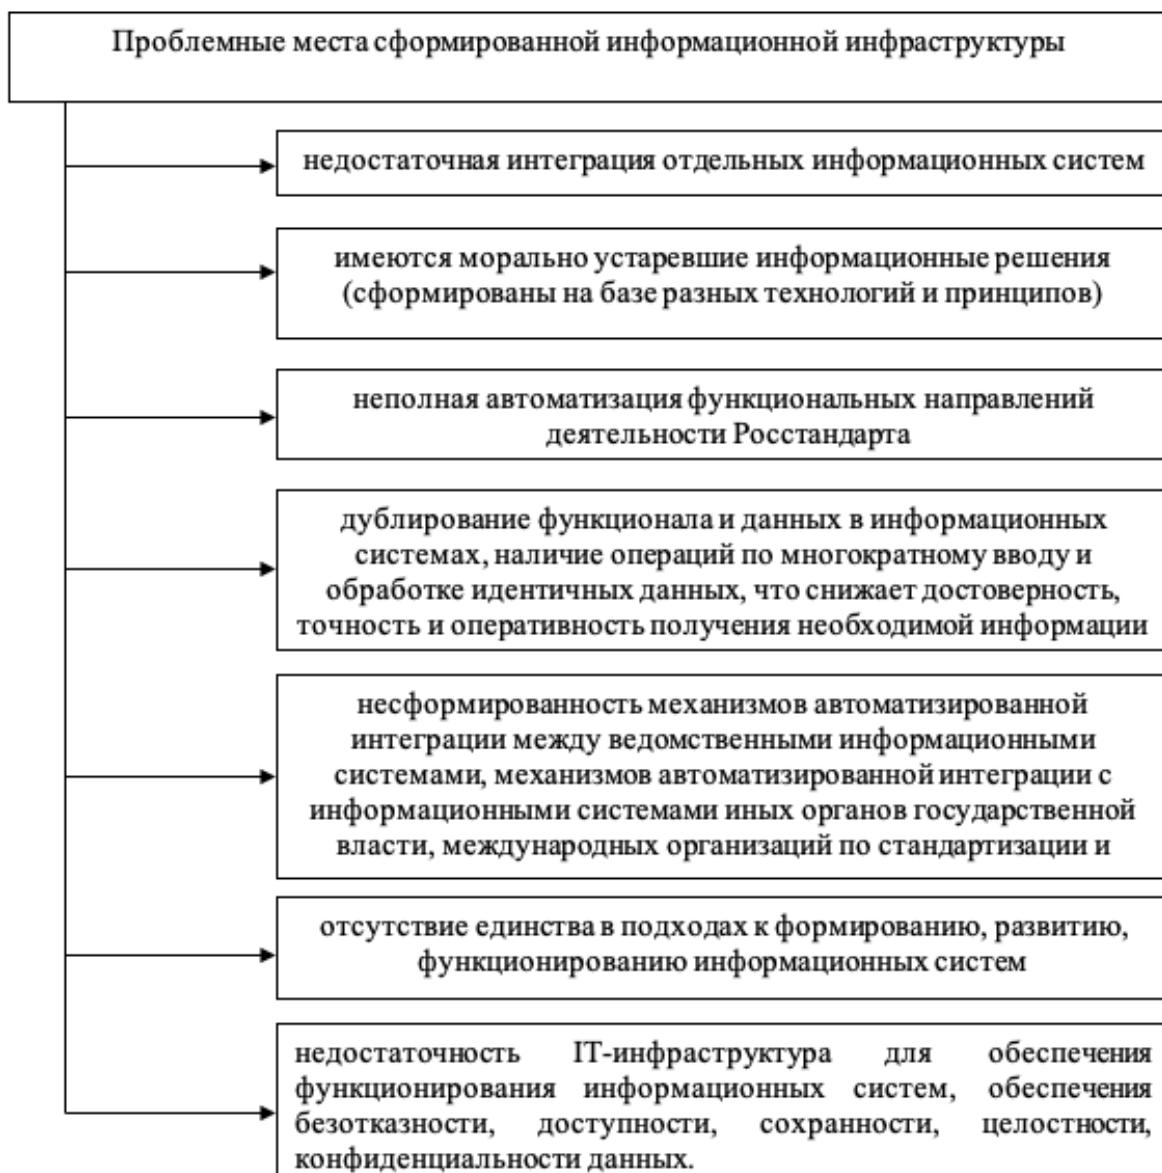 Проблемные места сформированной информационной инфраструктуры
недостаточная интеграция отдельных информационных систем
имеются морально устаревшие информационные решения
(сформированы на базе разных технологий и принципов)
неполная автоматизация функциональных направлений
деятельности Росстандарта
дублирование функционала и данных в информационных
системах, наличие операций по многократному вводу и
обработке идентичных данных, что снижает достоверность,
точность и оперативность получения необходимой информации
несформированность механизмов автоматизированной
интеграции между ведомственными информационными
системами, механизмов автоматизированной интеграции с
информационными системами иных органов государственной
власти, международных организаций по стандартизации и
отсутствие единства в подходах к формированию, развитию,
функционированию информационных систем
недостаточность IT-инфраструктура для обеспечения
функционирования информационных систем, обеспечения
безотказности, доступности, сохранности, целостности,
конфиденциальности данных.